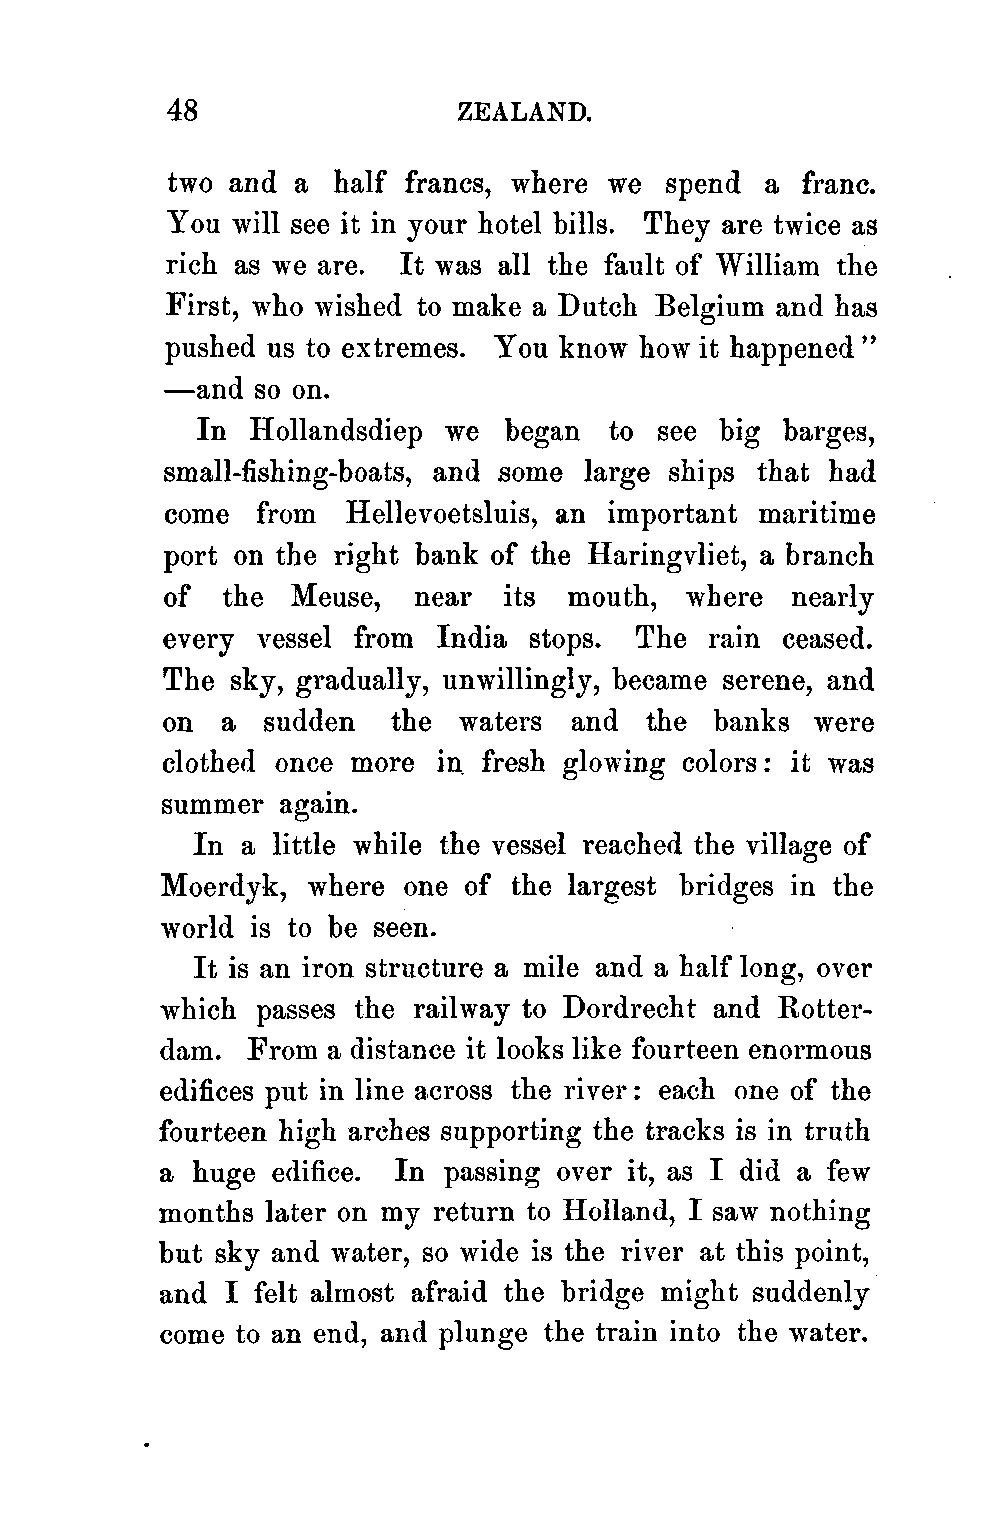 48 ZEALAND.
two and a half francs, where we spend a franc.
You will see it in your hotel bills. They are twice as
rich as we are. It was all the fault of William the
First, who wished to make a Dutch Belgium and has
pushed us to extremes. You know how it happened"
—and so on.
In Hollandsdiep we began to see big barges,
small-fishing-boats, and some large ships that had
come from Hellevoetsluis, an important maritime
port on the right bank of the Haringvliet, a branch
of the Meuse, near its mouth, where nearly
every vessel from India stops. The rain ceased.
The sky, gradually, unwillingly, became serene, and
on a sudden the waters and the banks were
clothed once more in fresh glowing colors: it was
summer again.
In a little while the vessel reached the village of
Moerdyk, where one of the largest bridges in the
world is to be seen.
It is an iron structure a mile and a half long, over
which passes the railway to Dordrecht and Rotter-
dam. From a distance it looks like fourteen enormous
edifices put in line across the river: each one of the
fourteen high arches supporting the tracks is in truth
a huge edifice. In passing over it, as I did a few
months later on my return to Holland, I saw nothing
but sky and water, so wide is the river at this point,
and I felt almost afraid the bridge might suddenly
come to an end, and plunge the train into the water.